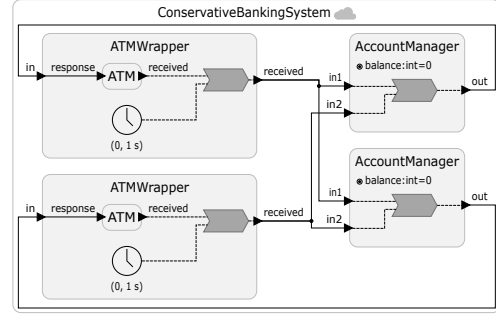 ConservativeBankingSystem
ATMWrapper
in response ATM received received
(0, 1 s)
AccountManager
balance:int=0
in1
in2
out
ATMWrapper
in response ATM received received
(0, 1 s)
AccountManager
balance:int=0
in1
in2
out